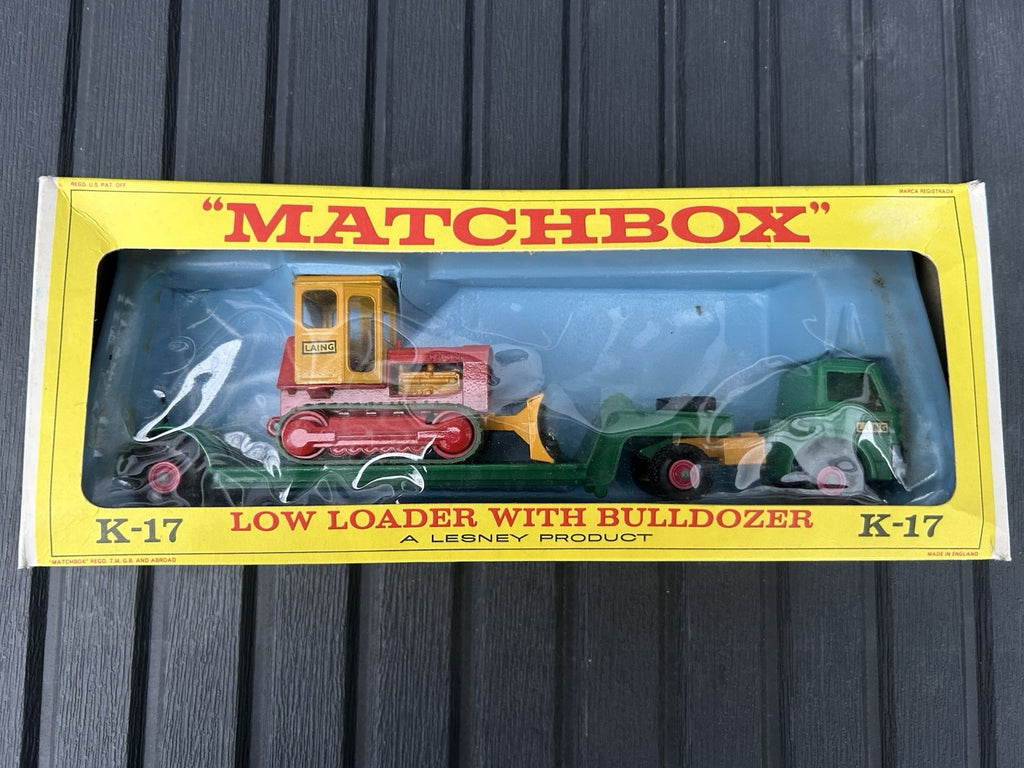 REGD. U.S. PAT. OFF.
MARCA REGISTRADA
"MATCHBOX"
LAING
LAING
K-17
LOW LOADER WITH BULLDOZER
K-17
A LESNEY PRODUCT
"MATCHBOX" REGD. T.M. G.B. AND ABROAD
MADE IN ENGLAND